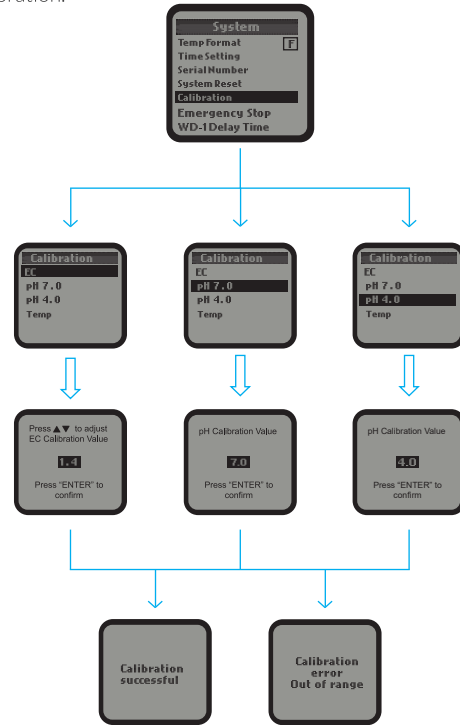 System
Temp Format F
Time Setting
Serial Number
System Reset
Calibration
Emergency Stop
WD-1 Delay Time
Calibration
EC
pH 7.0
pH 4.0
Temp
Calibration
EC
pH 7.0
pH 4.0
Temp
Calibration
EC
pH 7.0
pH 4.0
Temp
Press ▲▼ to adjust
EC Calibration Value
1.4
Press "ENTER" to
confirm
pH Calibration Value
7.0
Press "ENTER" to
confirm
pH Calibration Value
4.0
Press "ENTER" to
confirm
Calibration
successful
Calibration
error
Out of range